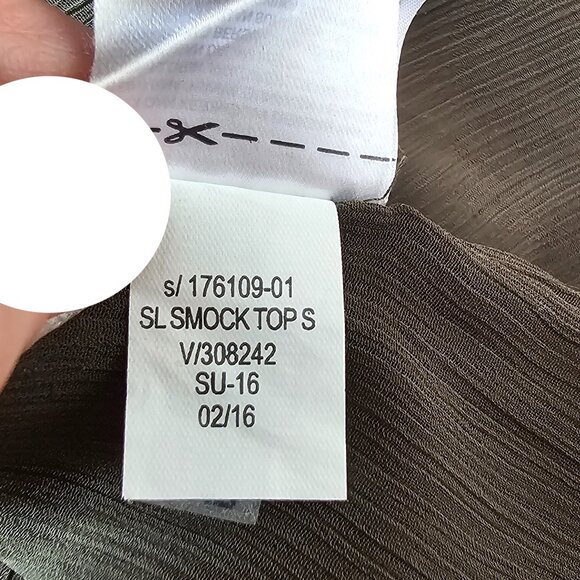 s/ 176109-01
SL SMOCK TOP S
V/308242
SU-16
02/16